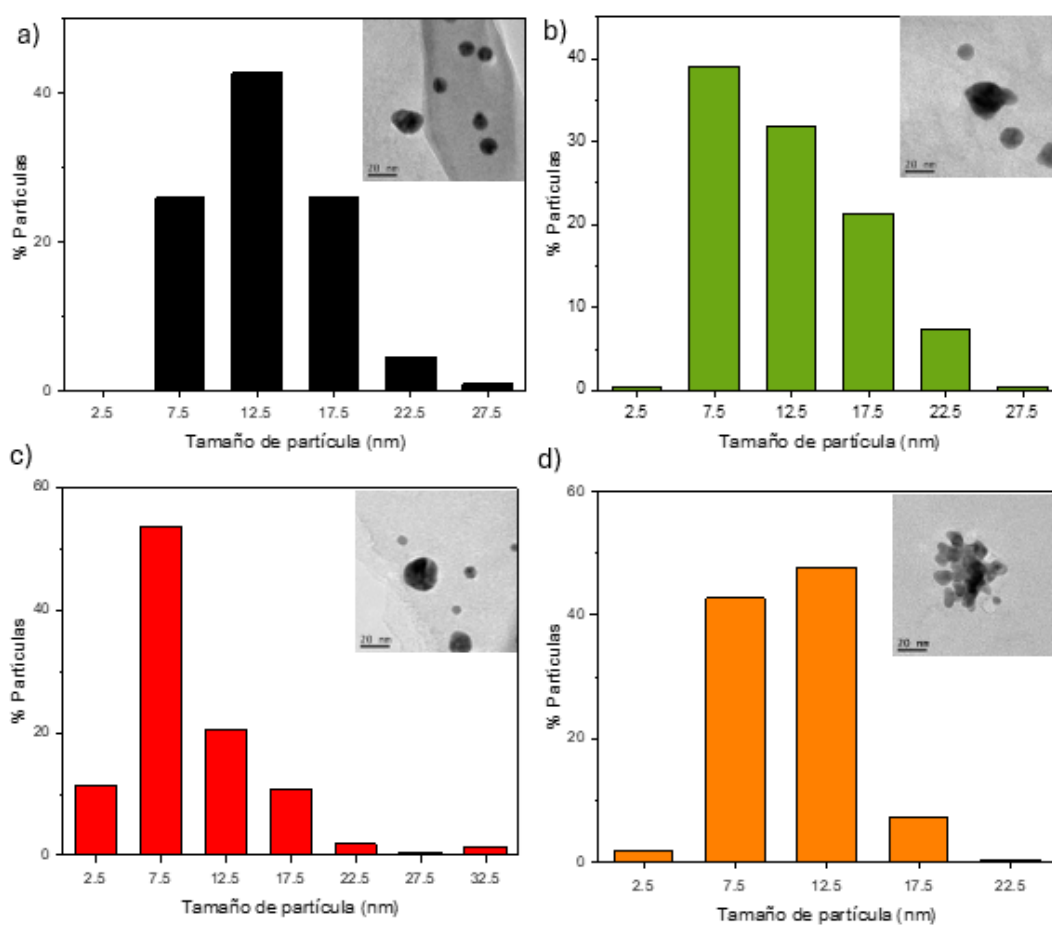 a)
% Partículas
40
20
0
2.5 7.5 12.5 17.5 22.5 27.5
Tamaño de partícula (nm)
20 nm
b)
% Partículas
40
30
20
10
0
2.5 7.5 12.5 17.5 22.5 27.5
Tamaño de partícula (nm)
20 nm
c)
% Partículas
60
40
20
0
2.5 7.5 12.5 17.5 22.5 27.5 32.5
Tamaño de partícula (nm)
20 nm
d)
% Partículas
60
40
20
0
2.5 7.5 12.5 17.5 22.5
Tamaño de partícula (nm)
20 nm